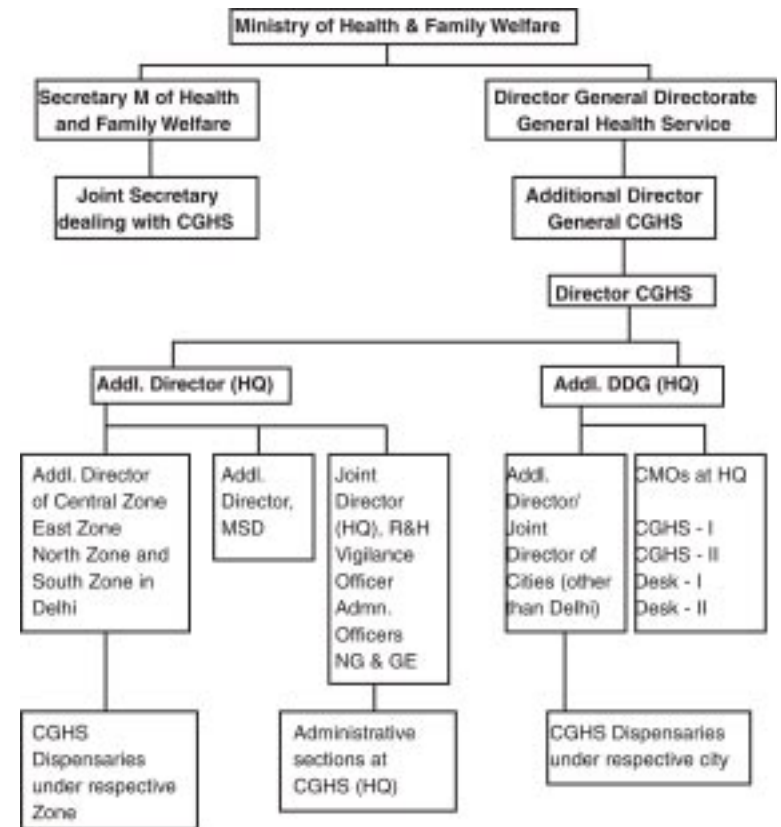 Ministry of Health & Family Welfare
Secretary M of Health
and Family Welfare
Director General Directorate
General Health Service
Joint Secretary
dealing with CGHS
Additional Director
General CGHS
Director CGHS
Addl. Director (HQ)
Addl. DDG (HQ)
Addl. Director
of Central Zone
East Zone
North Zone and
South Zone in
Delhi
Addl.
Director,
MSD
Joint
Director
(HQ), R&H
Vigilance
Officer
Admn.
Officers
NG & GE
Addl.
Director/
Joint
Director of
Cities (other
than Delhi)
CMOs at HQ
CGHS - I
CGHS - II
Desk - I
Desk - II
CGHS
Dispensaries
under respective
Zone
Administrative
sections at
CGHS (HQ)
CGHS Dispensaries
under respective city